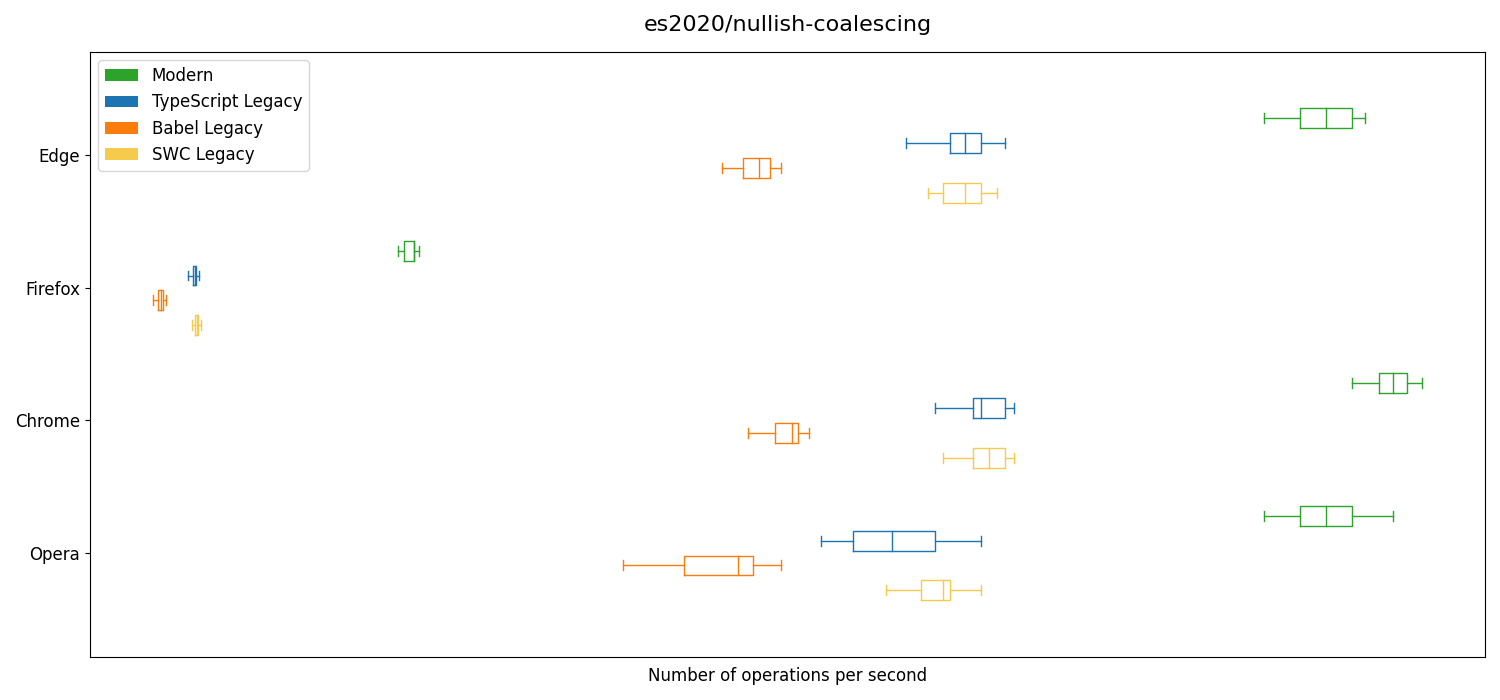 es2020/nullish-coalescing
Modern
TypeScript Legacy
Babel Legacy
SWC Legacy
Edge
Firefox
Chrome
Opera
Number of operations per second